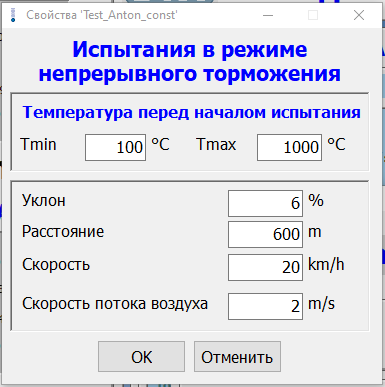 Свойства 'Test_Anton_const'
Испытания в режиме
непрерывного торможения
Температура перед началом испытания
Tmin 100 °C Tmax 1000 °C
Уклон 6 %
Расстояние 600 m
Скорость 20 km/h
Скорость потока воздуха 2 m/s
OK Отменить